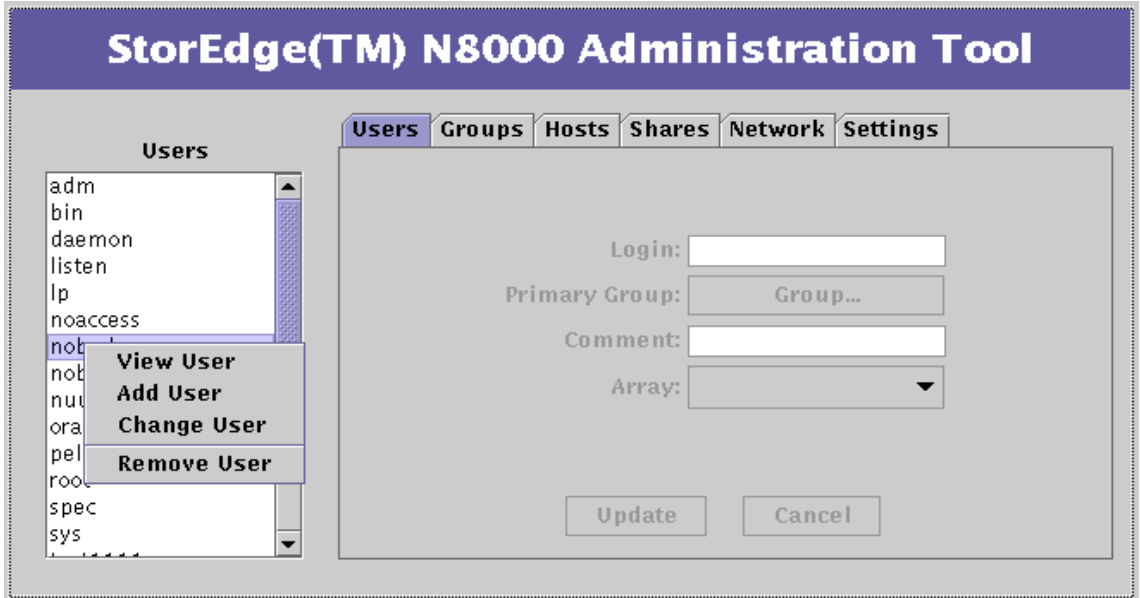 StorEdge(TM) N8000 Administration Tool
Users Groups Hosts Shares Network Settings
Users
adm
bin
daemon
listen
lp
noaccess
View User
Add User
Change User
Remove User
root
spec
sys
Login:
Primary Group: Group...
Comment:
Array:
Update Cancel